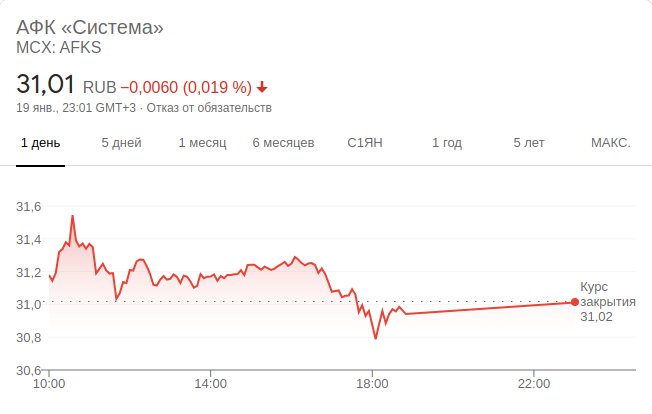 АФК «Система»
MCX: AFKS
31,01 RUB −0,0060 (0,019 %)
19 янв., 23:01 GMT+3 · Отказ от обязательств
1 день 5 дней 1 месяц 6 месяцев С1ЯН 1 год 5 лет МАКС.
31,6
31,4
31,2
31,0
30,8
30,6
Курс
закрытия
31,02
10:00 14:00 18:00 22:00